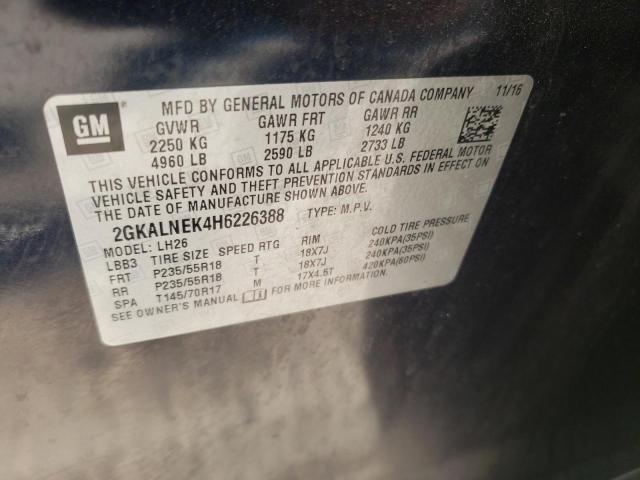 GM
MFD BY GENERAL MOTORS OF CANADA COMPANY 11/16
GVWR GAWR FRT GAWR RR
2250 KG 1175 KG 1240 KG
4960 LB 2590 LB 2733 LB
THIS VEHICLE CONFORMS TO ALL APPLICABLE U.S. FEDERAL MOTOR
VEHICLE SAFETY AND THEFT PREVENTION STANDARDS IN EFFECT ON
THE DATE OF MANUFACTURE SHOWN ABOVE.
2GKALNEK4H6226388 TYPE: M.P.V.
MODEL: LH26
LBB3 TIRE SIZE SPEED RTG RIM COLD TIRE PRESSURE
FRT P235/55R18 T 18X7J 240KPA(35PSI)
RR P235/55R18 T 18X7J 240KPA(35PSI)
SPA T145/70R17 M 17X4.5T 420KPA(60PSI)
SEE OWNER'S MANUAL FOR MORE INFORMATION.